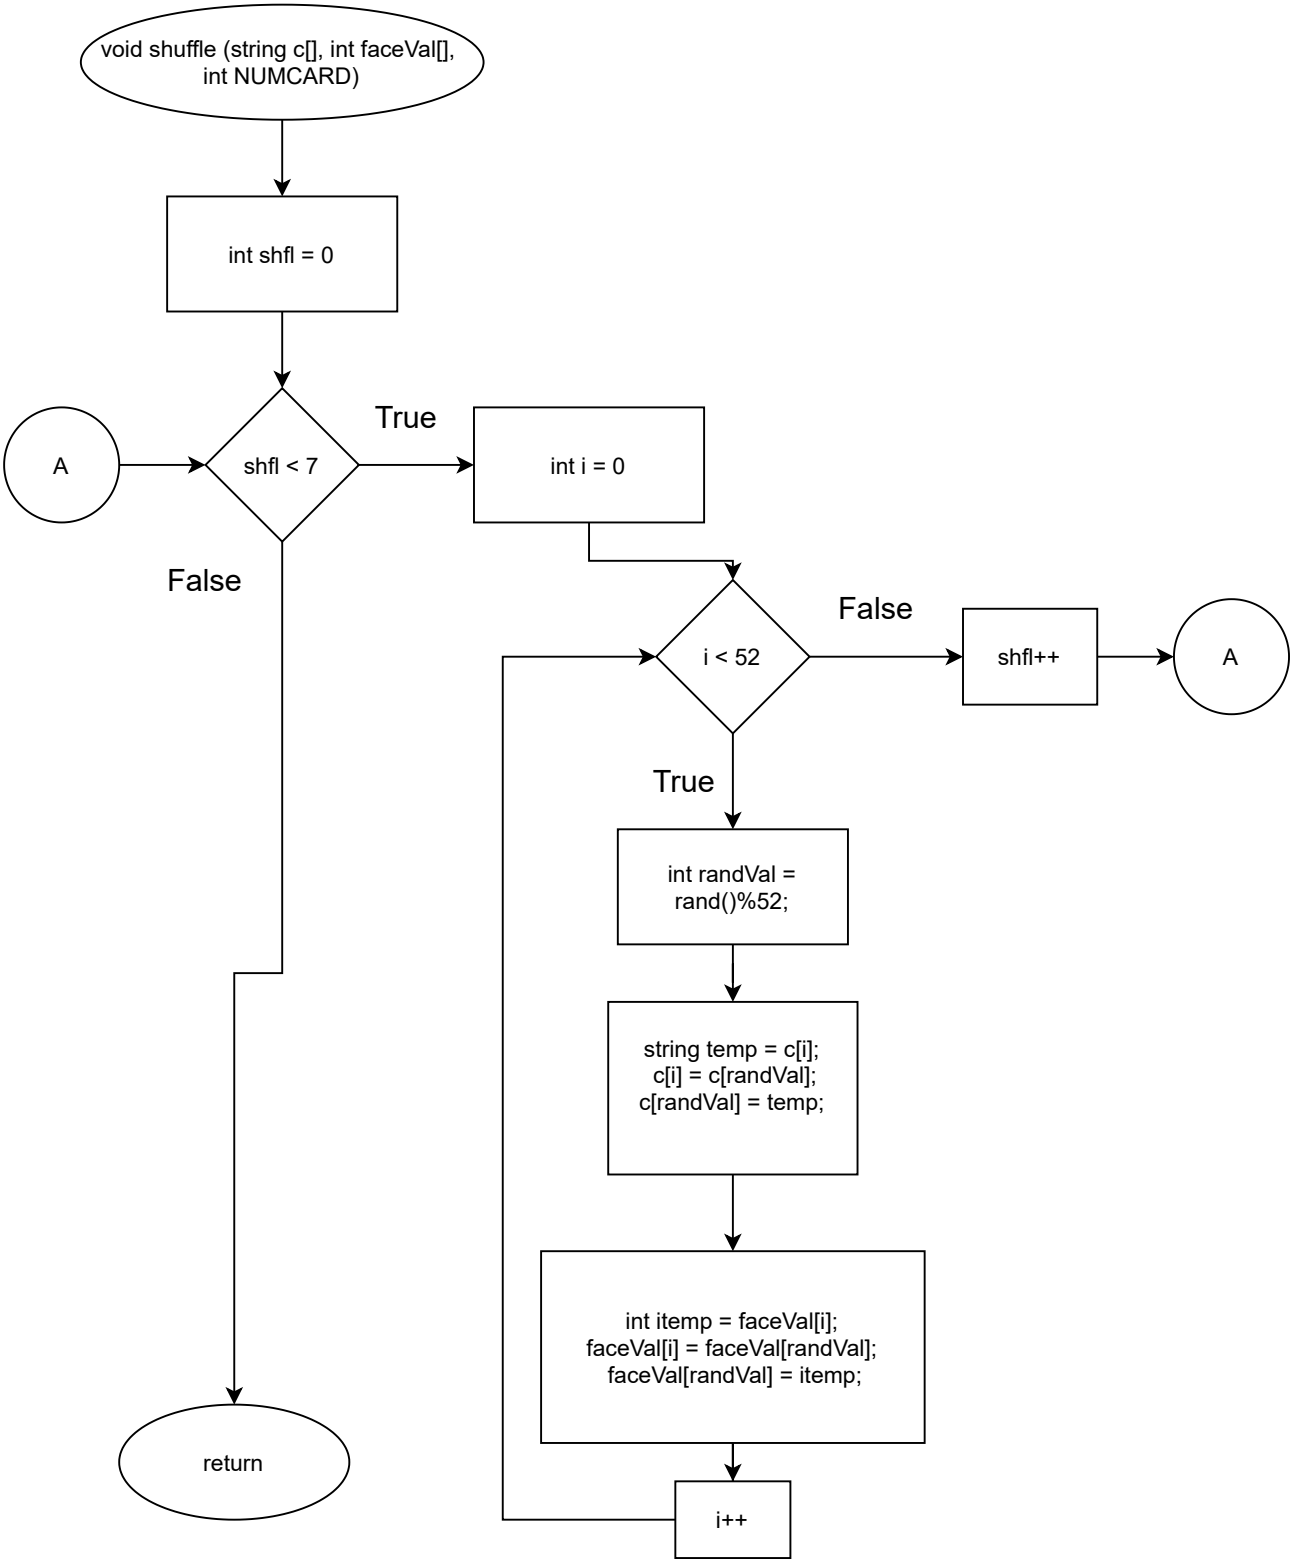 void shuffle (string c[], int faceVal[],
int NUMCARD)
int shfl = 0
A
shfl < 7
True
int i = 0
False
i < 52
False
shfl++
A
True
int randVal =
rand()%52;
string temp = c[i];
c[i] = c[randVal];
c[randVal] = temp;
int itemp = faceVal[i];
faceVal[i] = faceVal[randVal];
faceVal[randVal] = itemp;
i++
return